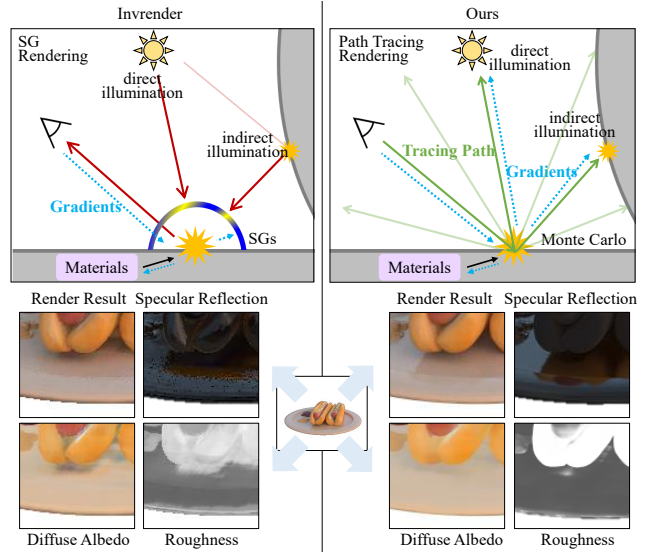 Invrender
SG
Rendering
direct
illumination
indirect
illumination
Gradients
SGs
Materials
Render Result
Specular Reflection
Diffuse Albedo
Roughness
Ours
Path Tracing
Rendering
direct
illumination
indirect
illumination
Tracing Path
Gradients
Monte Carlo
Materials
Render Result
Specular Reflection
Diffuse Albedo
Roughness